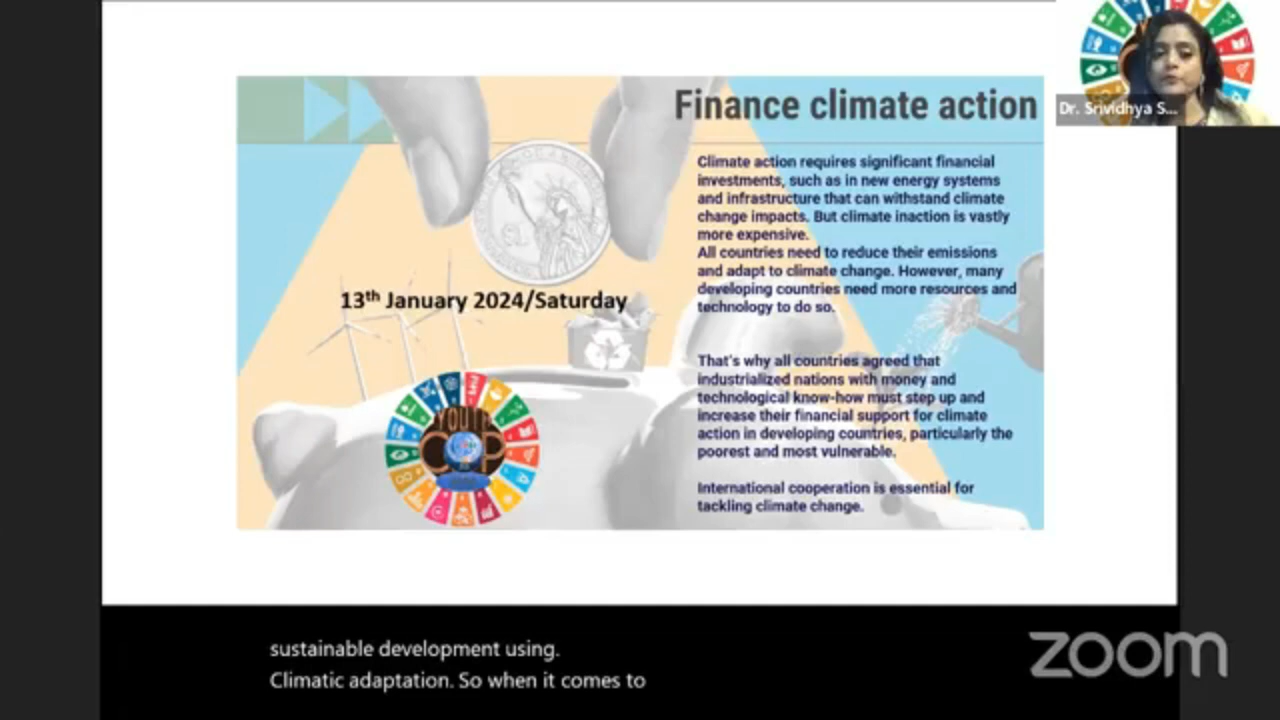 Finance climate action
Dr. Srividhya S...
Climate action requires significant financial
investments, such as in new energy systems
and infrastructure that can withstand climate
change impacts. But climate inaction is vastly
more expensive.
All countries need to reduce their emissions
and adapt to climate change. However, many
developing countries need more resources and
technology to do so.
13th January 2024/Saturday
That's why all countries agreed that
industrialized nations with money and
technological know-how must step up and
increase their financial support for climate
action in developing countries, particularly the
poorest and most vulnerable.
International cooperation is essential for
tackling climate change.
YOUTH
COP
$1
sustainable development using.
Climatic adaptation. So when it comes to
zoom